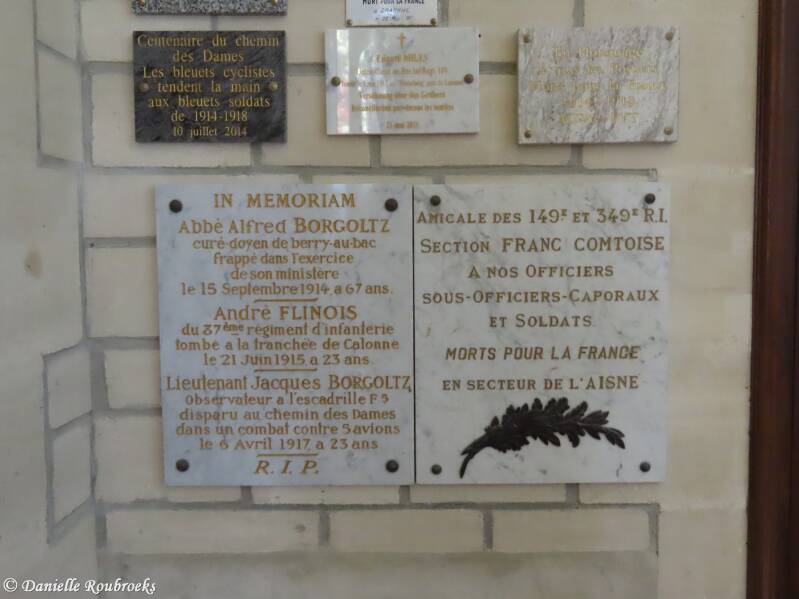 MORT POUR LA FRANCE
Centenaire du chemin
des Dames
Les bleuets cyclistes
tendent la main
aux bleuets soldats
de 1914-1918
10 juillet 2014
IN MEMORIAM
Abbé Alfred BORGOLTZ
curé-doyen de berry-au-bac
frappé dans l'exercice
de son ministère
le 15 Septembre 1914, a 67 ans.
André FLINOIS
du 37ème régiment d'infanterie
tombé a la tranchée de Calonne
le 21 Juin 1915 a 23 ans.
Lieutenant Jacques BORGOLTZ
Observateur a l'escadrille F5
disparu au chemin des Dames
dans un combat contre 5 avions
le 6 Avril 1917, a 23 ans
R.I.P.
AMICALE DES 149E ET 349E R.I.
SECTION FRANC COMTOISE
A NOS OFFICIERS
SOUS-OFFICIERS-CAPORAUX
ET SOLDATS
MORTS POUR LA FRANCE
EN SECTEUR DE L'AISNE
© Danielle Roubroeks